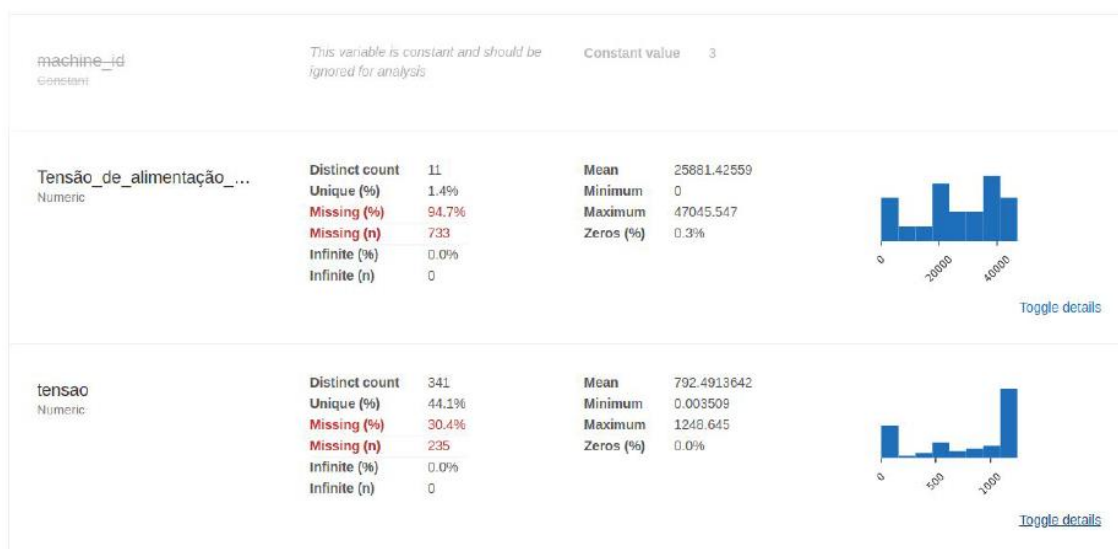 machine_id
Constant
This variable is constant and should be
ignored for analysis
Constant value 3
Tensão_de_alimentação_...
Numeric
Distinct count 11
Unique (%) 1.4%
Missing (%) 94.7%
Missing (n) 733
Infinite (%) 0.0%
Infinite (n) 0
Mean 25881.42559
Minimum 0
Maximum 47045.547
Zeros (%) 0.3%
0 20000 40000
Toggle details
tensao
Numeric
Distinct count 341
Unique (%) 44.1%
Missing (%) 30.4%
Missing (n) 235
Infinite (%) 0.0%
Infinite (n) 0
Mean 792.4913642
Minimum 0.003509
Maximum 1248.645
Zeros (%) 0.0%
0 500 1000
Toggle details